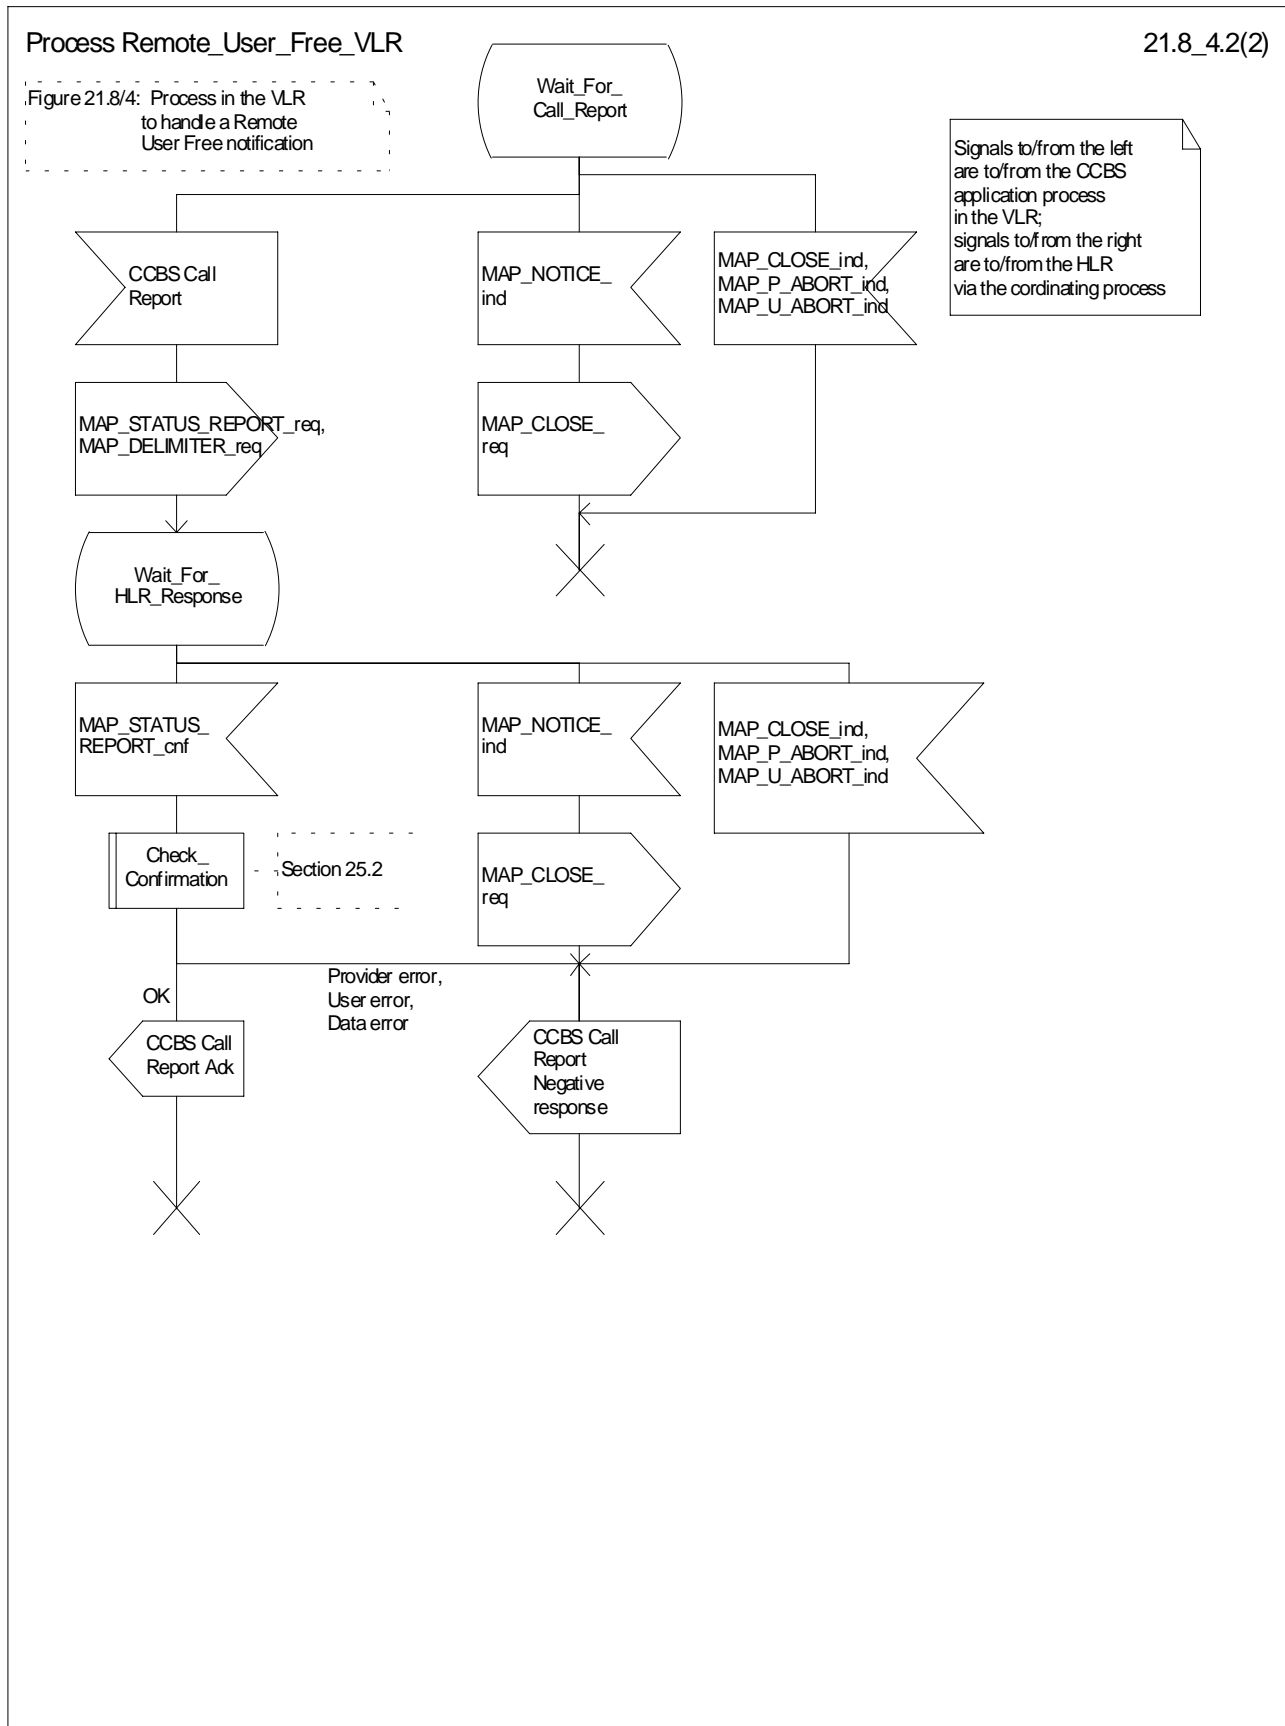 Process Remote_User_Free_VLR
21.8_4.2(2)
Figure 21.8/4: Process in the VLR
to handle a Remote
User Free notification
Wait_For_
Call_Report
Signals to/from the left
are to/from the CCBS
application process
in the VLR;
signals to/from the right
are to/from the HLR
via the cordinating process
CCBS Call
Report
MAP_NOTICE_
ind
MAP_CLOSE_ind,
MAP_P_ABORT_ind,
MAP_U_ABORT_ind
MAP_STATUS_REPORT_req,
MAP_DELIMITER_req
MAP_CLOSE_
req
Wait_For_
HLR_Response
MAP_STATUS_
REPORT_cnf
MAP_NOTICE_
ind
MAP_CLOSE_ind,
MAP_P_ABORT_ind,
MAP_U_ABORT_ind
Check_
Confirmation
Section 25.2
MAP_CLOSE_
req
Provider error,
User error,
Data error
OK
CCBS Call
Report Ack
CCBS Call
Report
Negative
response